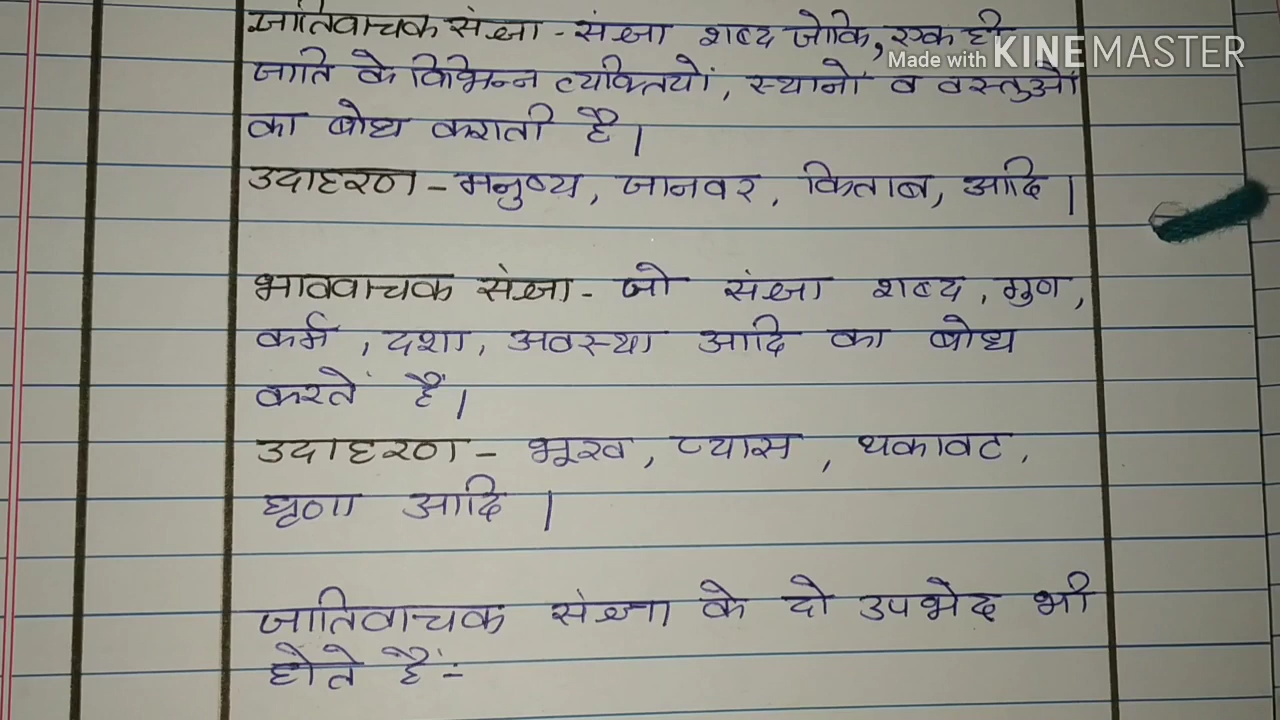 जातिवाचक संज्ञा - संज्ञा शब्द जोकि, एक ही
Made with KINEMASTER
जाति के विभिन्न व्यक्तियों, स्थानों व वस्तुओं
का बोध कराती है।
उदाहरण - मनुष्य, जानवर, किताब, आदि।
भाववाचक संज्ञा - जो संज्ञा शब्द, गुण,
कर्म, दशा, अवस्था आदि का बोध
करतें हैं।
उदाहरण - भूख, प्यास, थकावट,
घृणा आदि।
जातिवाचक संज्ञा के दो उपभेद भी
होते हैं:-